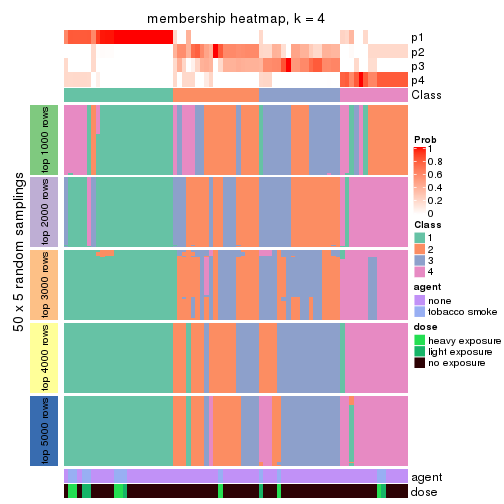 membership heatmap, k = 4
p1
p2
p3
p4
Class
50 x 5 random samplings
top 1000 rows
top 2000 rows
top 3000 rows
top 4000 rows
top 5000 rows
agent
dose
Prob
1
0.8
0.6
0.4
0.2
0
Class
1
2
3
4
agent
none
tobacco smoke
dose
heavy exposure
light exposure
no exposure